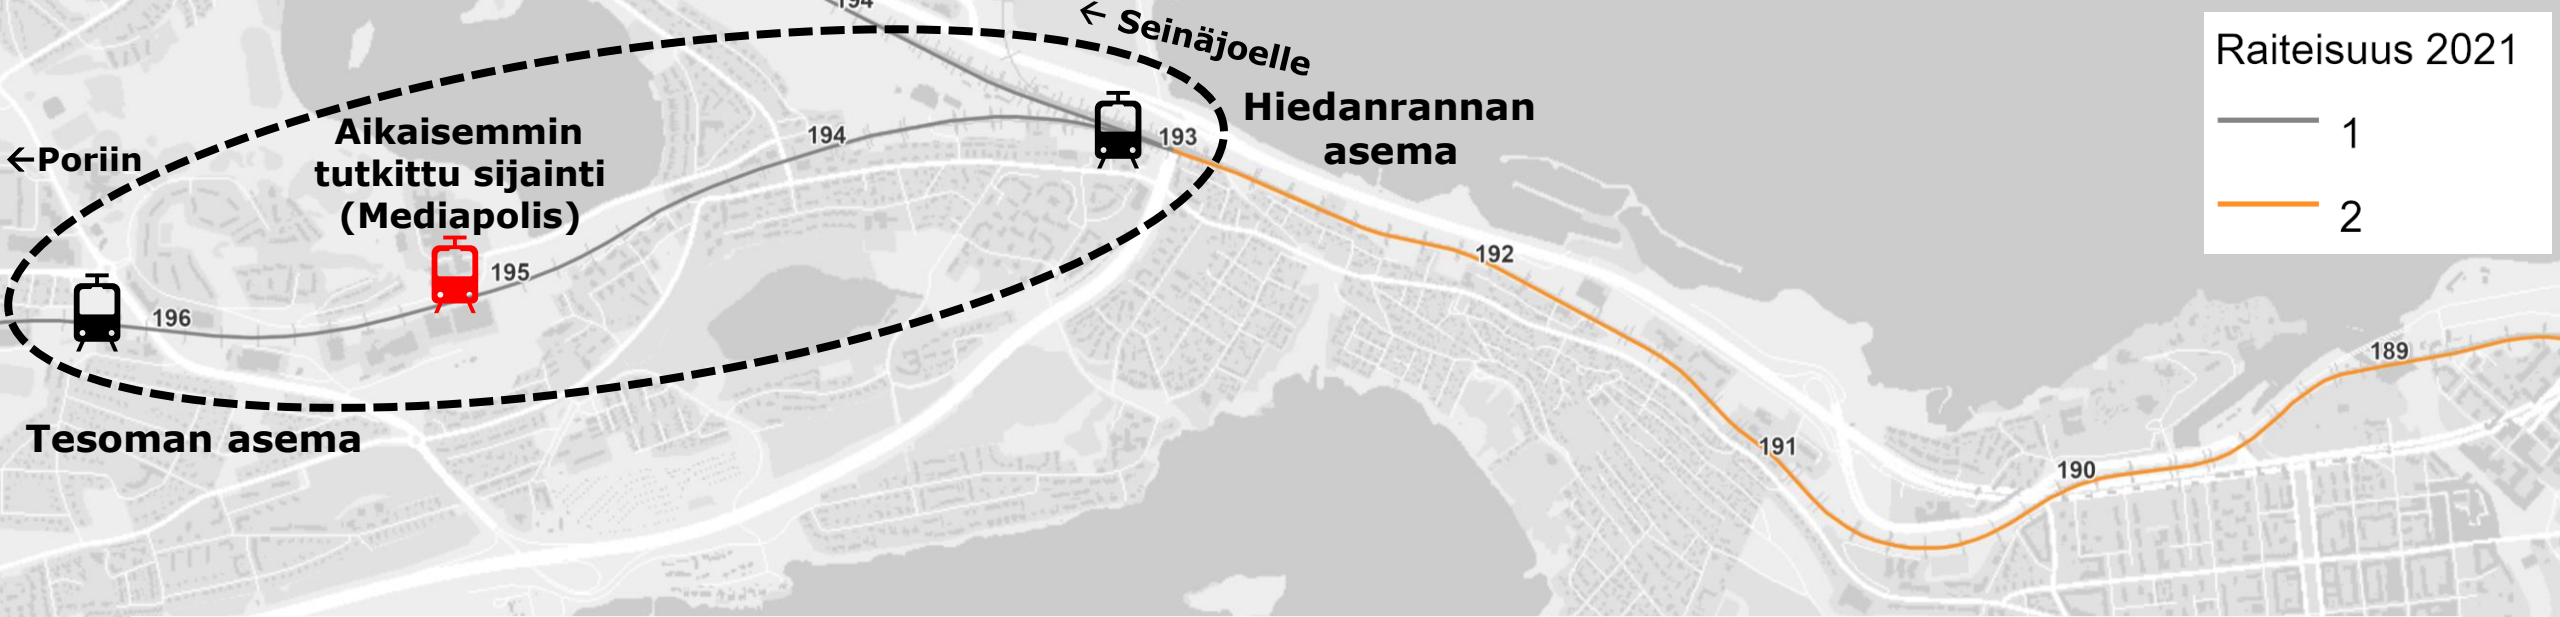 194
← Seinäjoelle
Raiteisuus 2021
1
2
Hiedanrannan
asema
193
194
Aikaisemmin
tutkittu sijainti
(Mediapolis)
←Poriin
195
196
192
Tesoman asema
191
190
189